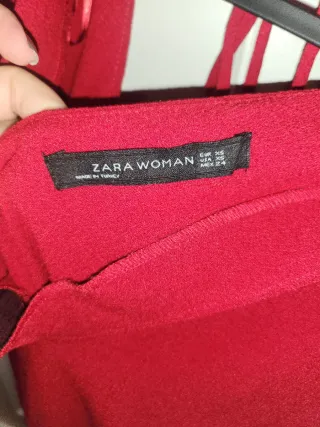 ZARA WOMAN
MADE IN TURKEY
EUR XS
USA XS
MEX 24